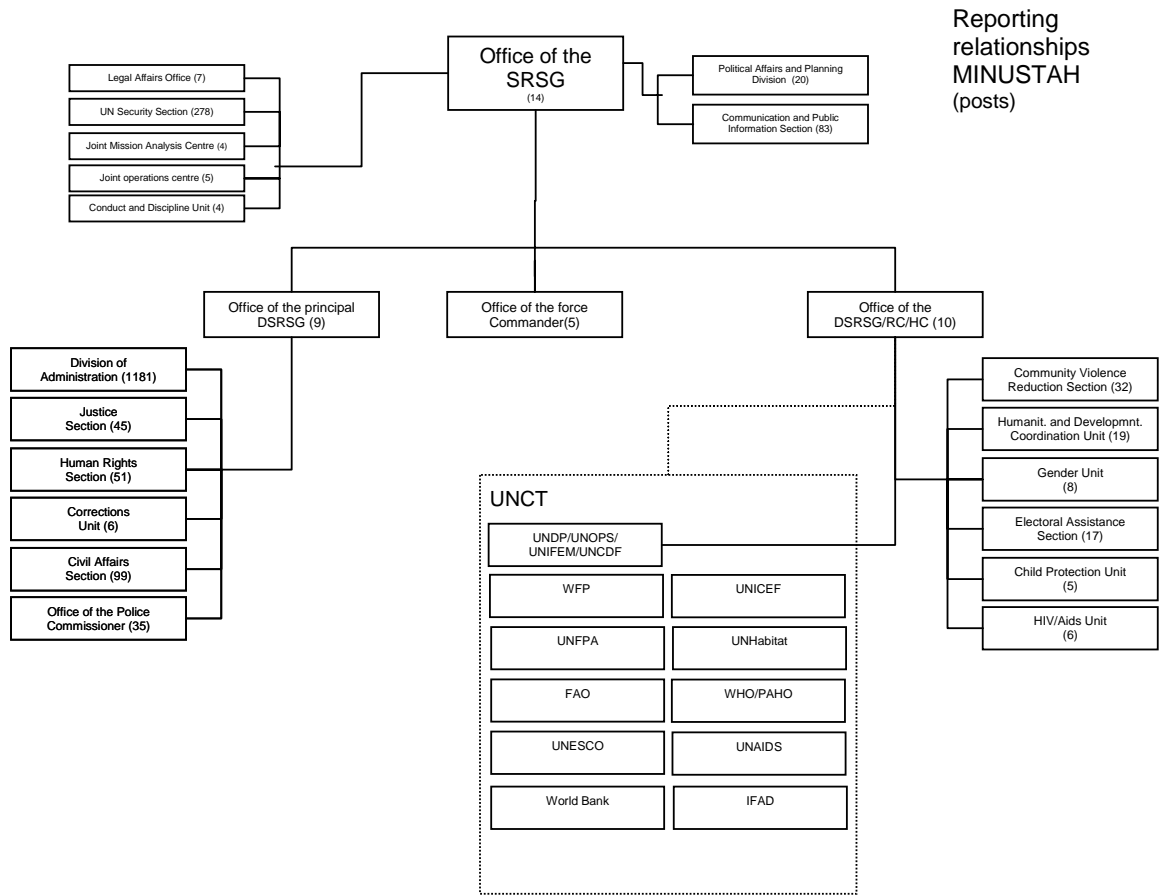 Reporting
relationships
MINUSTAH
(posts)
Office of the
SRSG
(14)
Legal Affairs Office (7)
UN Security Section (278)
Joint Mission Analysis Centre (4)
Joint operations centre (5)
Conduct and Discipline Unit (4)
Political Affairs and Planning
Division (20)
Communication and Public
Information Section (83)
Office of the principal
DSRSG (9)
Office of the force
Commander(5)
Office of the
DSRSG/RC/HC (10)
Division of
Administration (1181)
Justice
Section (45)
Human Rights
Section (51)
Corrections
Unit (6)
Civil Affairs
Section (99)
Office of the Police
Commissioner (35)
UNCT
UNDP/UNOPS/
UNIFEM/UNCDF
WFP
UNICEF
UNFPA
UNHabitat
FAO
WHO/PAHO
UNESCO
UNAIDS
World Bank
IFAD
Community Violence
Reduction Section (32)
Humanit. and Developmnt.
Coordination Unit (19)
Gender Unit
(8)
Electoral Assistance
Section (17)
Child Protection Unit
(5)
HIV/Aids Unit
(6)